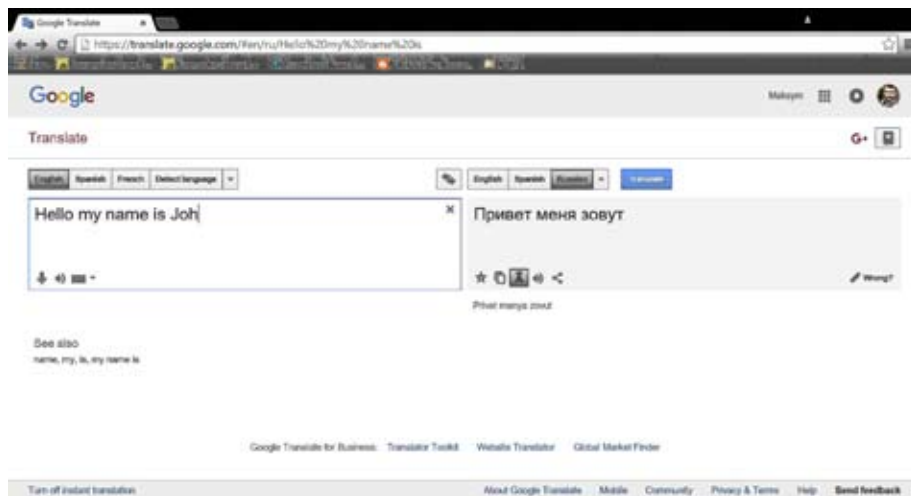 Google Translate
https://translate.google.com/#en/ru/Hello%20my%20name%20is
Google
Maksym
Translate
G+
English Spanish French Detect language
English Spanish Russian Translate
Hello my name is Joh
Привет меня зовут
Wrong?
Privet menya zovut
See also
name, my, is, my name is
Google Translate for Business: Translator Toolkit Website Translator Global Market Finder
Turn off instant translation
About Google Translate Mobile Community Privacy & Terms Help Send feedback